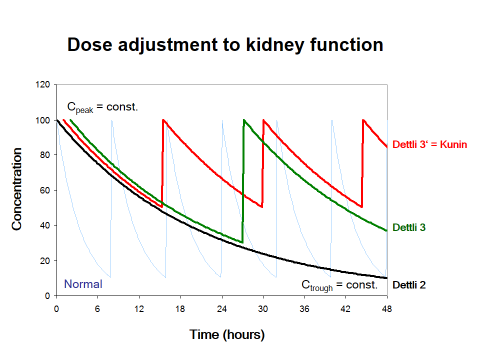 Dose adjustment to kidney function
120
Cpeak = const.
100
80
60
40
20
0
Concentration
Dettli 3' = Kunin
Dettli 3
Dettli 2
Normal
Ctrough = const.
0 6 12 18 24 30 36 42 48
Time (hours)